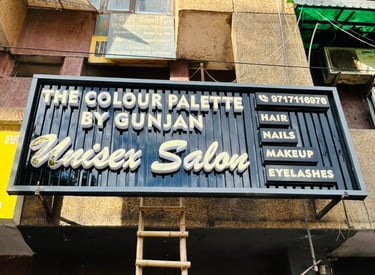 THE COLOUR PALETTE
BY GUNJAN
Unisex Salon
9717116976
HAIR
NAILS
MAKEUP
EYELASHES